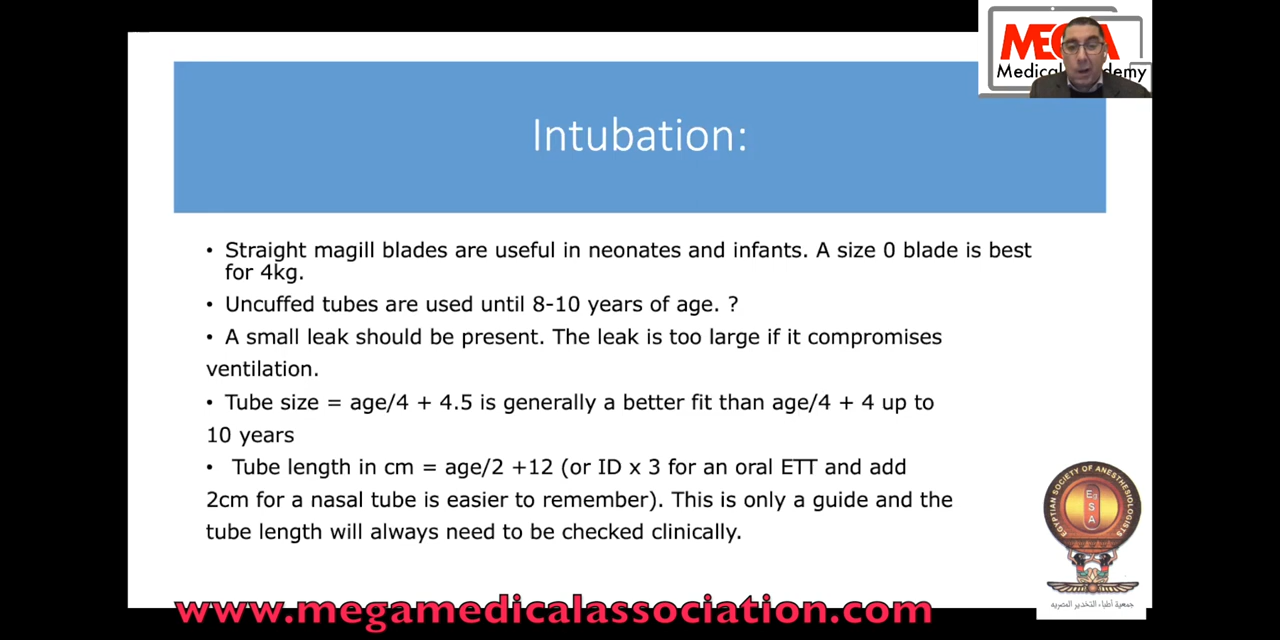 MEGA
Medical Academy
Intubation:
• Straight magill blades are useful in neonates and infants. A size 0 blade is best
for 4kg.
• Uncuffed tubes are used until 8-10 years of age. ?
• A small leak should be present. The leak is too large if it compromises
ventilation.
• Tube size = age/4 + 4.5 is generally a better fit than age/4 + 4 up to
10 years
• Tube length in cm = age/2 +12 (or ID x 3 for an oral ETT and add
2cm for a nasal tube is easier to remember). This is only a guide and the
tube length will always need to be checked clinically.
EGYPTIAN SOCIETY OF ANESTHESIOLOGISTS
Eg
S
A
جمعية أطباء التخدير المصريه
www.megamedicalassociation.com